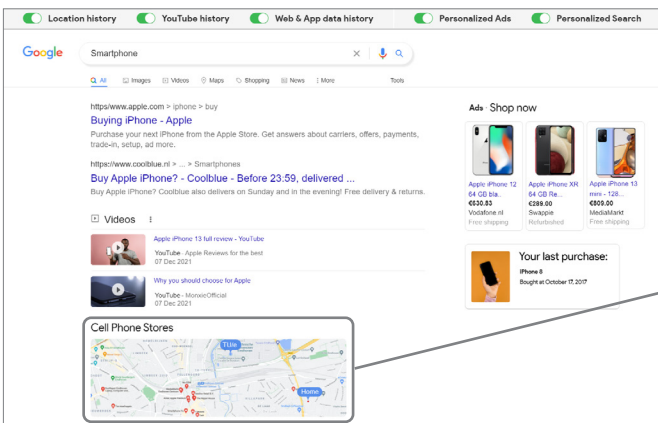 Location history YouTube history Web & App data history Personalized Ads Personalized Search
Google Smartphone
All Images Videos Maps Shopping News More Tools
https/www.apple.com > iphone > buy
Buying iPhone - Apple
Purchase your next iPhone from the Apple Store. Get answers about carriers, offers, payments,
trade-in, setup, ad more.
https://www.coolblue.nl > ... > Smartphones
Buy Apple iPhone? - Coolblue - Before 23:59, delivered ...
Buy Apple iPhone? Coolblue also delivers on Sunday and in the evening! Free delivery & returns.
Videos
Apple iPhone 13 full review - YouTube
YouTube - Apple Reviews for the best
07 Dec 2021
Why you should choose for Apple
YouTube - MonxieOfficial
07 Dec 2021
Cell Phone Stores
TU/e
Home
Ads · Shop now
Apple iPhone 12
64 GB bla..
€630.83
Vodafone.nl
Free shipping
Apple iPhone XR
64 GB Re...
€289.00
Swappie
Refurbished
Apple iPhone 13
mini - 128...
€809.00
MediaMarkt
Free shipping
Your last purchase:
iPhone 8
Bought at October 17, 2017